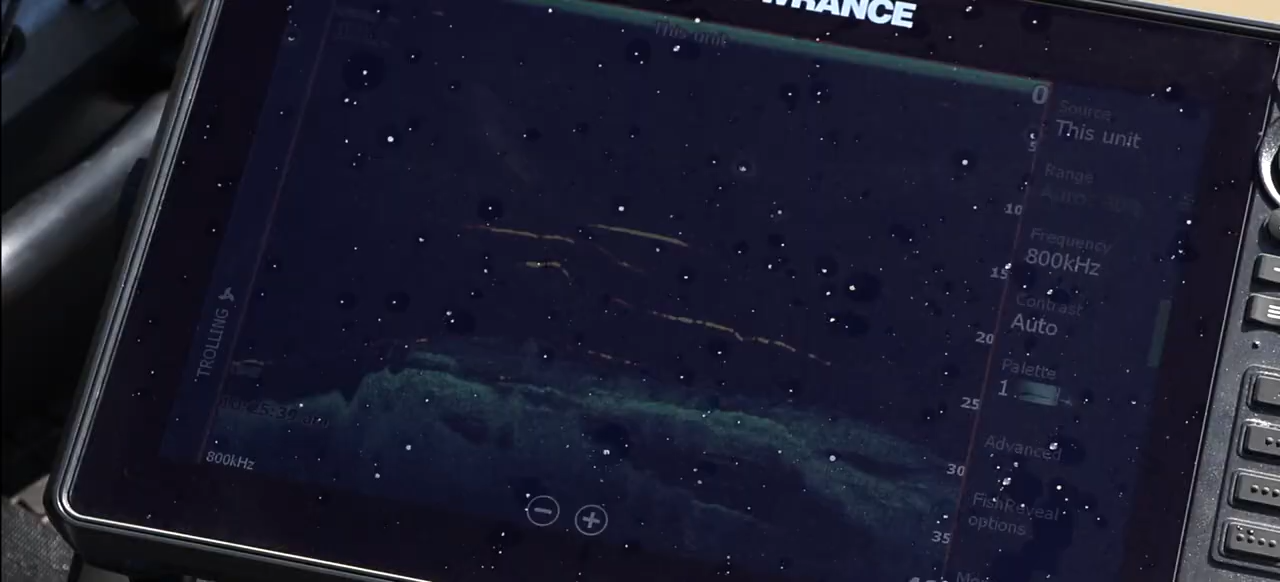 WRANCE
This unit
0
Source
This unit
5
Range
10
Frequency
800kHz
15
Contrast
Auto
20
TROLLING
Palette
1
25
Advanced
800kHz
30
FishReveal
options
35